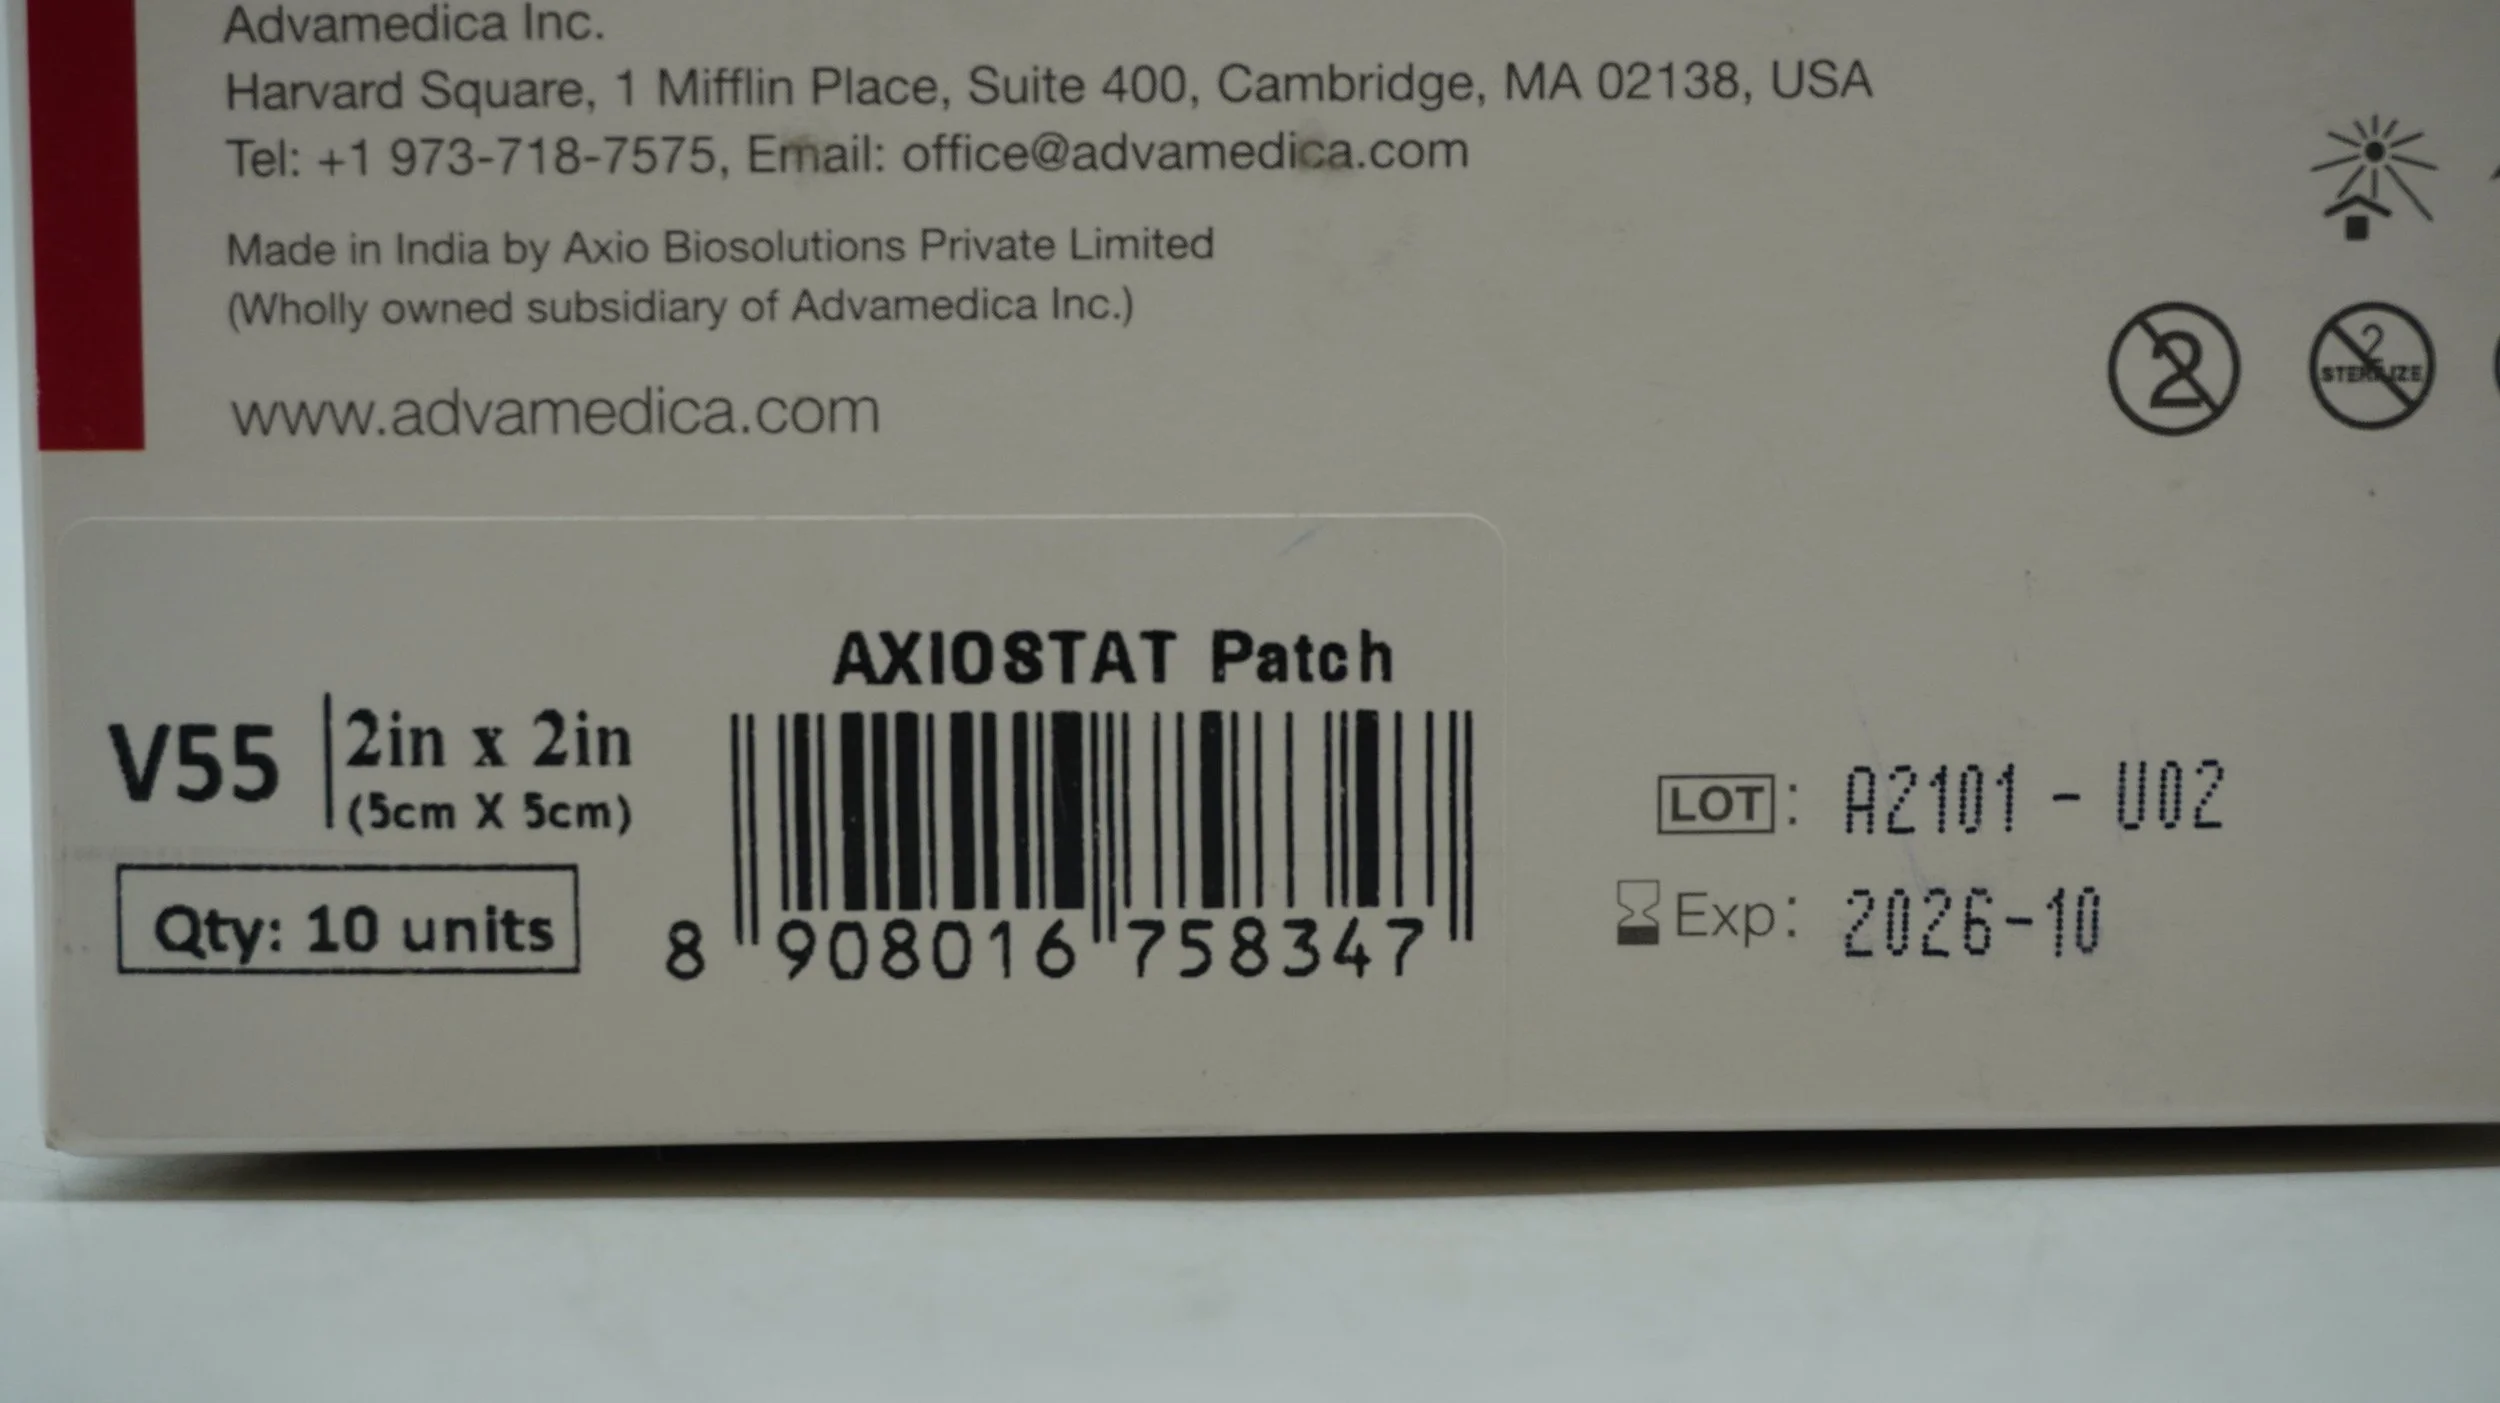 Advamedica Inc.
Harvard Square, 1 Mifflin Place, Suite 400, Cambridge, MA 02138, USA
Tel: +1 973-718-7575, Email: office@advamedica.com
Made in India by Axio Biosolutions Private Limited
(Wholly owned subsidiary of Advamedica Inc.)
www.advamedica.com
2
2
STERILIZE
AXIOSTAT Patch
V55
2in x 2in
(5cm X 5cm)
Qty: 10 units
8 908016 758347
LOT : A2101 - U02
Exp: 2026-10